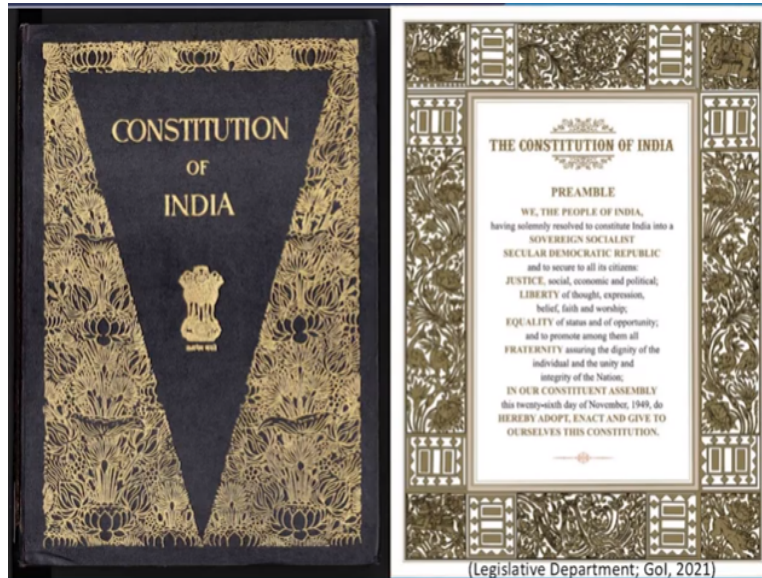 CONSTITUTION
OF
INDIA
THE CONSTITUTION OF INDIA
PREAMBLE
WE, THE PEOPLE OF INDIA,
having solemnly resolved to constitute India into a
SOVEREIGN SOCIALIST
SECULAR DEMOCRATIC REPUBLIC
and to secure to all its citizens:
JUSTICE, social, economic and political;
LIBERTY of thought, expression,
belief, faith and worship;
EQUALITY of status and of opportunity;
and to promote among them all
FRATERNITY assuring the dignity of the
individual and the unity and
integrity of the Nation;
IN OUR CONSTITUENT ASSEMBLY
this twenty-sixth day of November, 1949, do
HEREBY ADOPT, ENACT AND GIVE TO
OURSELVES THIS CONSTITUTION.
(Legislative Department; GoI, 2021)